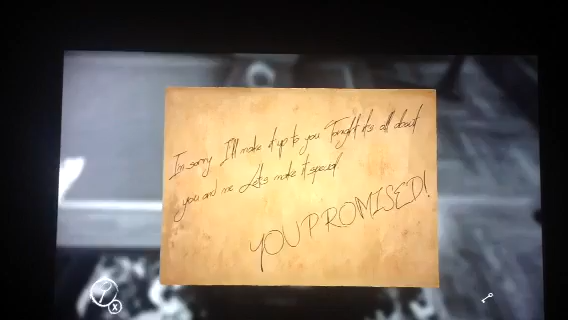 I'm sorry I'll make it up to you Tonight it's all about
you and me Let's make it special
YOU PROMISED!
X